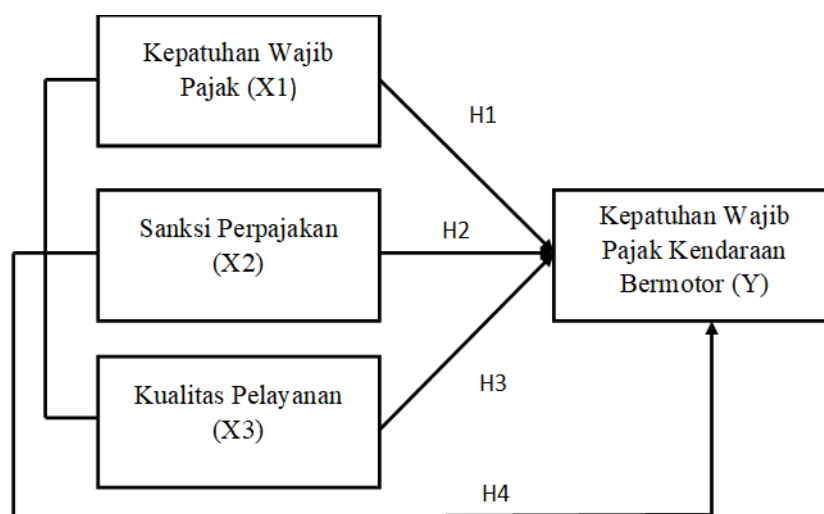 Kepatuhan Wajib
Pajak (X1)
H1
Sanksi Perpajakan
(X2)
H2
Kepatuhan Wajib
Pajak Kendaraan
Bermotor (Y)
Kualitas Pelayanan
(X3)
H3
H4